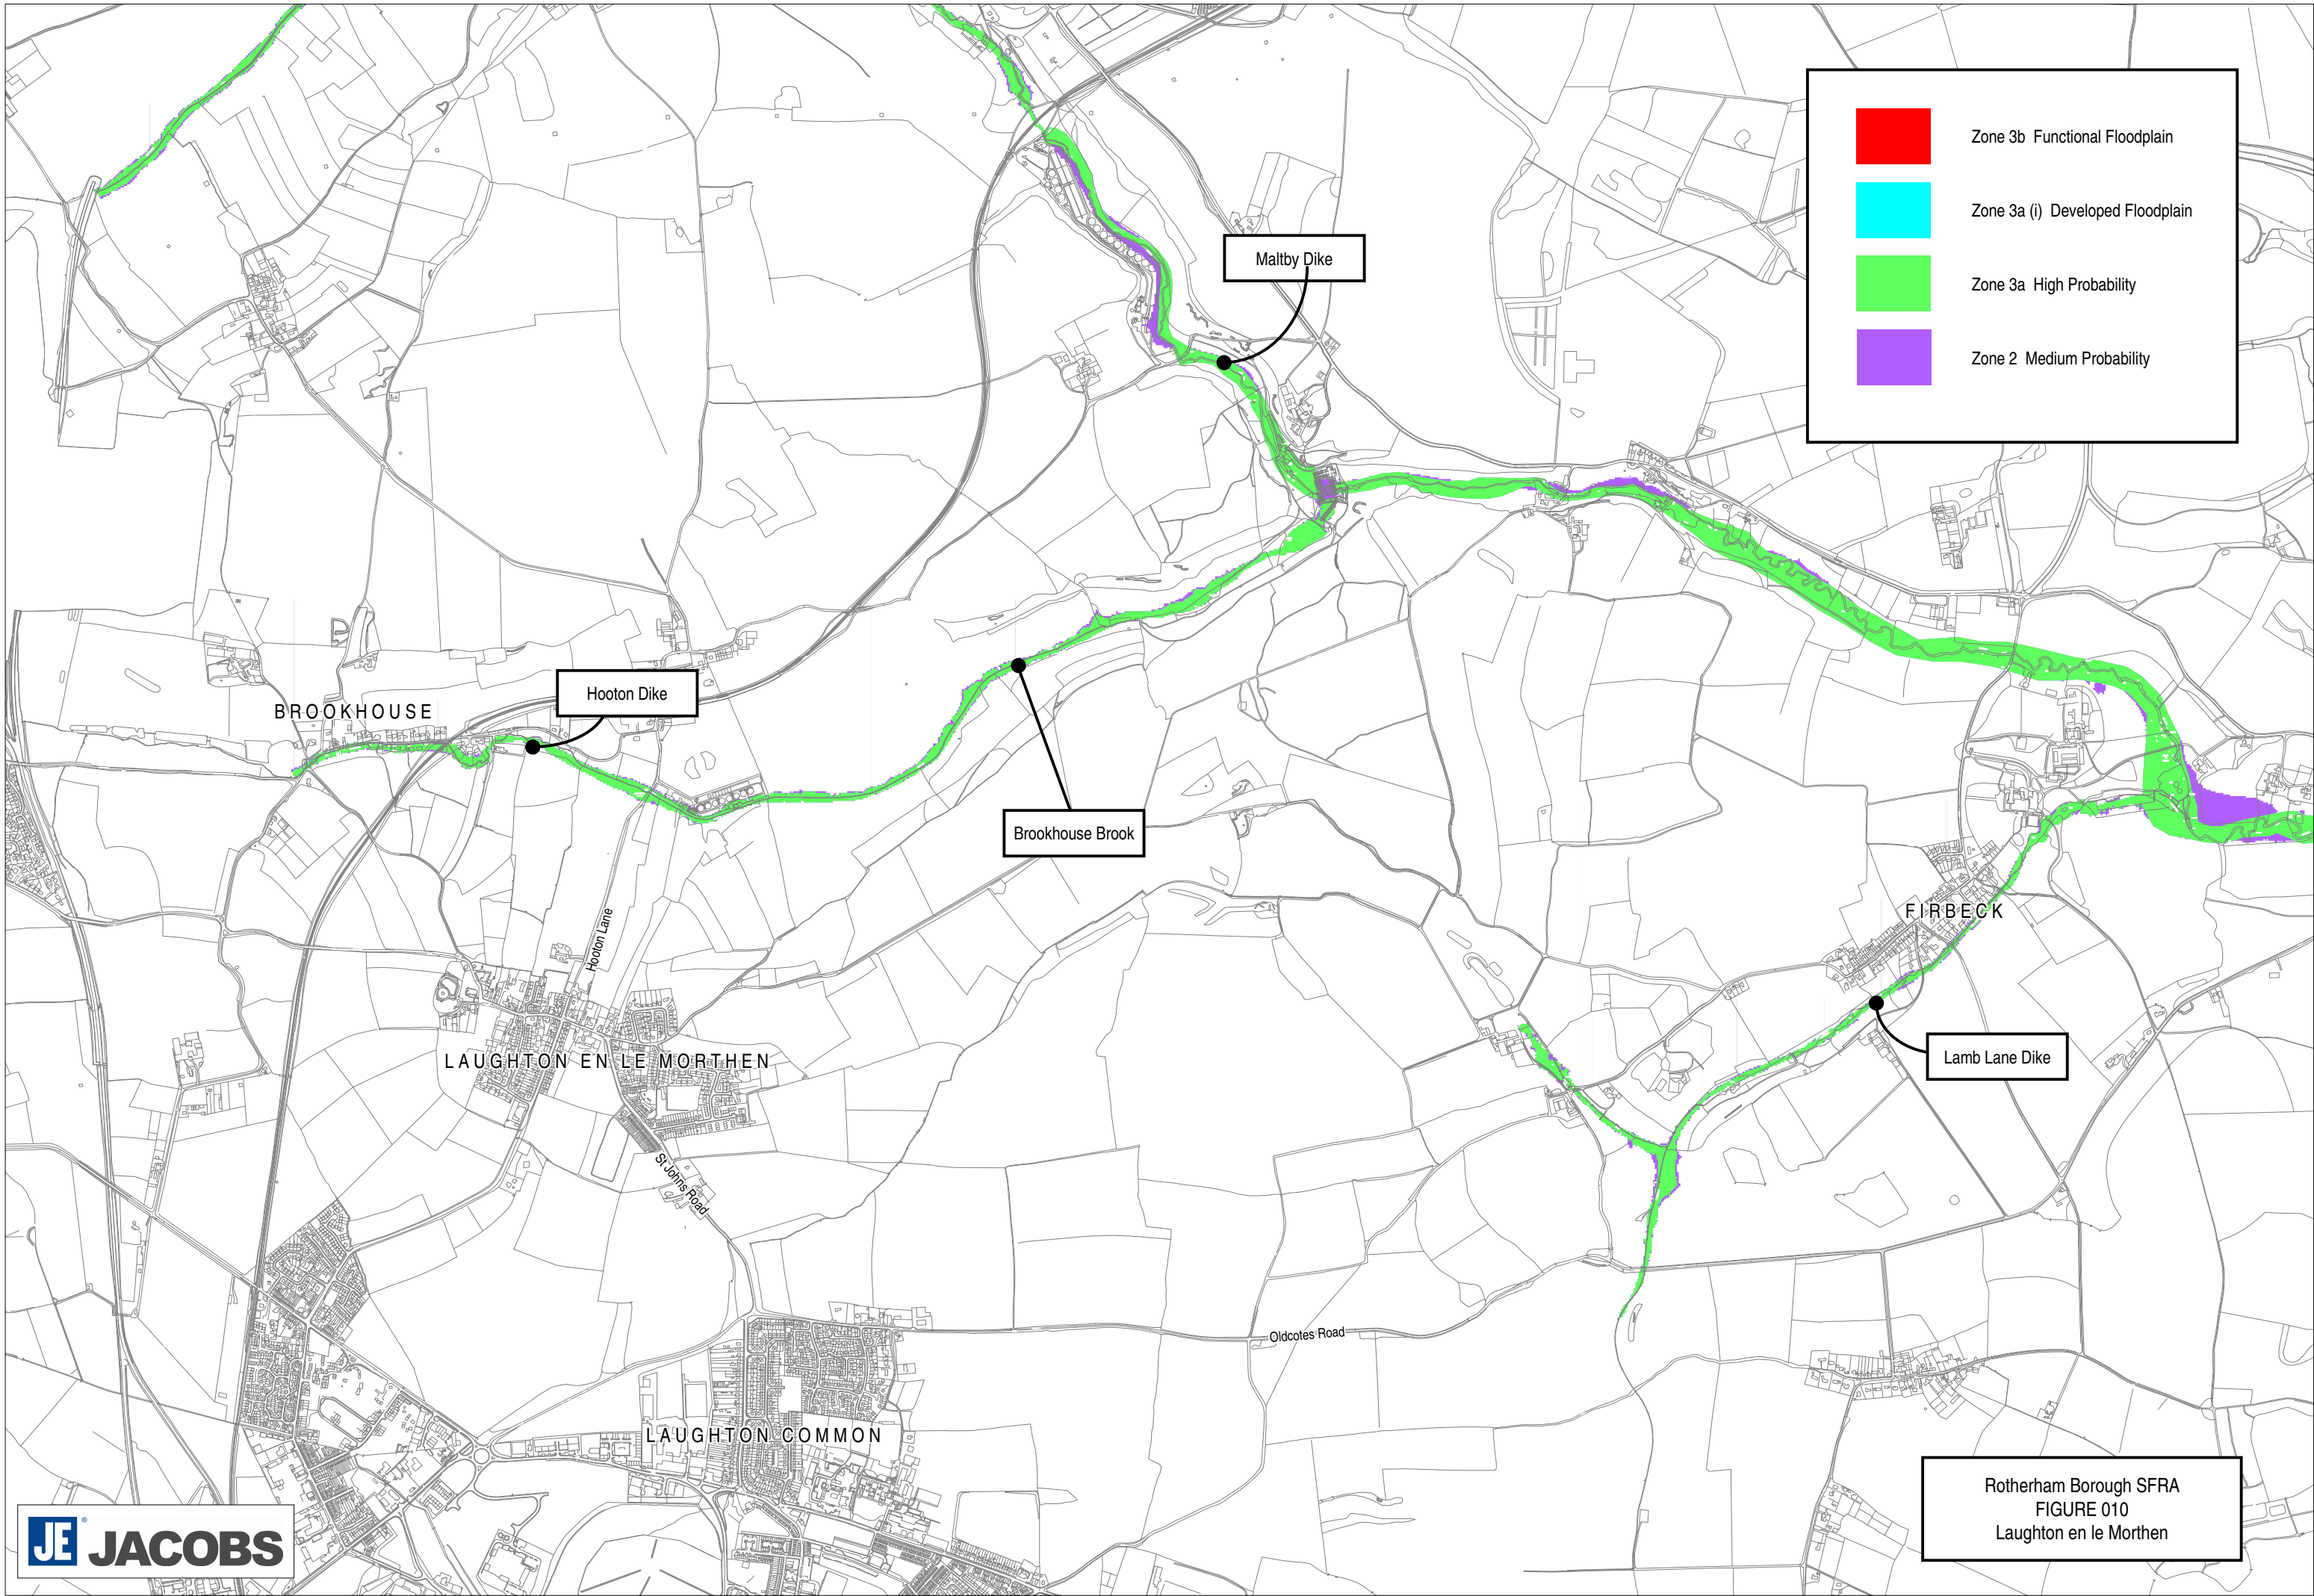 Zone 3b Functional Floodplain
Zone 3a (i) Developed Floodplain
Zone 3a High Probability
Zone 2 Medium Probability
Maltby Dike
Hooton Dike
BROOKHOUSE
Brookhouse Brook
FIRBECK
Hooton Lane
LAUGHTON EN LE MORTHEN
Lamb Lane Dike
St Johns Road
Oldcotes Road
LAUGHTON COMMON
Rotherham Borough SFRA
FIGURE 010
Laughton en le Morthen
JE JACOBS